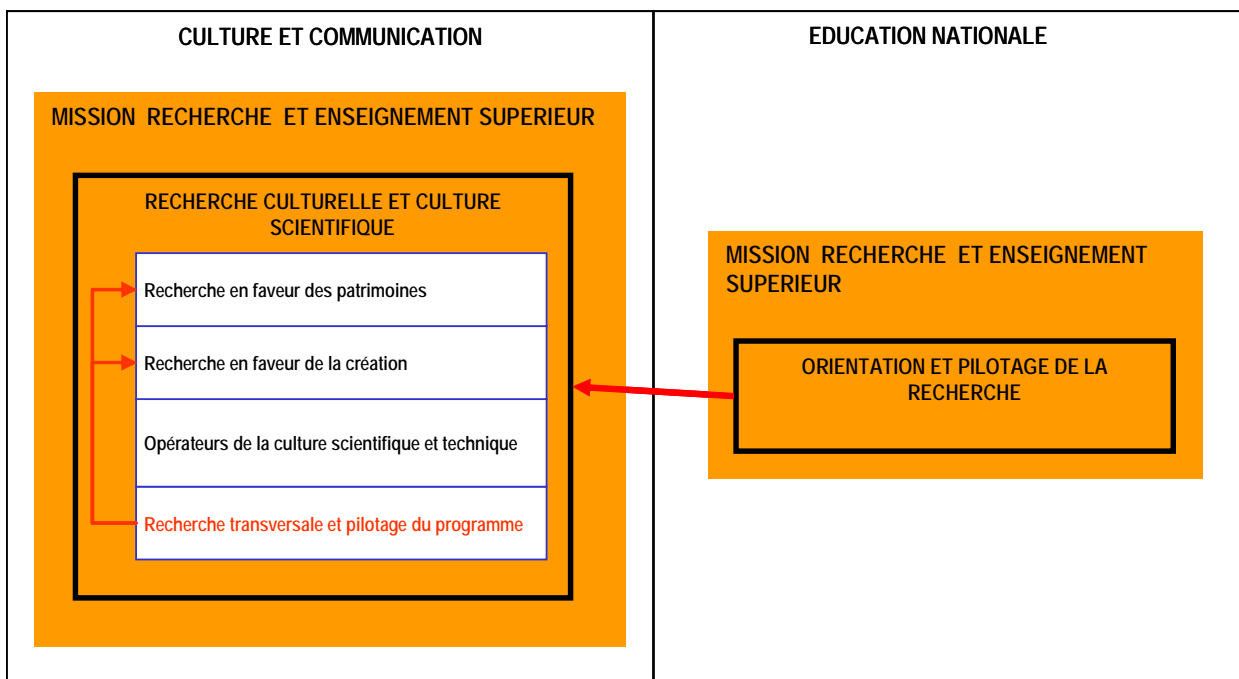 CULTURE ET COMMUNICATION
MISSION RECHERCHE ET ENSEIGNEMENT SUPERIEUR
RECHERCHE CULTURELLE ET CULTURE
SCIENTIFIQUE
Recherche en faveur des patrimoines
Recherche en faveur de la création
Opérateurs de la culture scientifique et technique
Recherche transversale et pilotage du programme
EDUCATION NATIONALE
MISSION RECHERCHE ET ENSEIGNEMENT
SUPERIEUR
ORIENTATION ET PILOTAGE DE LA
RECHERCHE